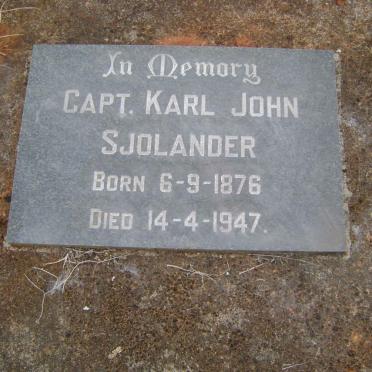 In Memory
CAPT. KARL JOHN
SJOLANDER
BORN 6-9-1876
DIED 14-4-1947.